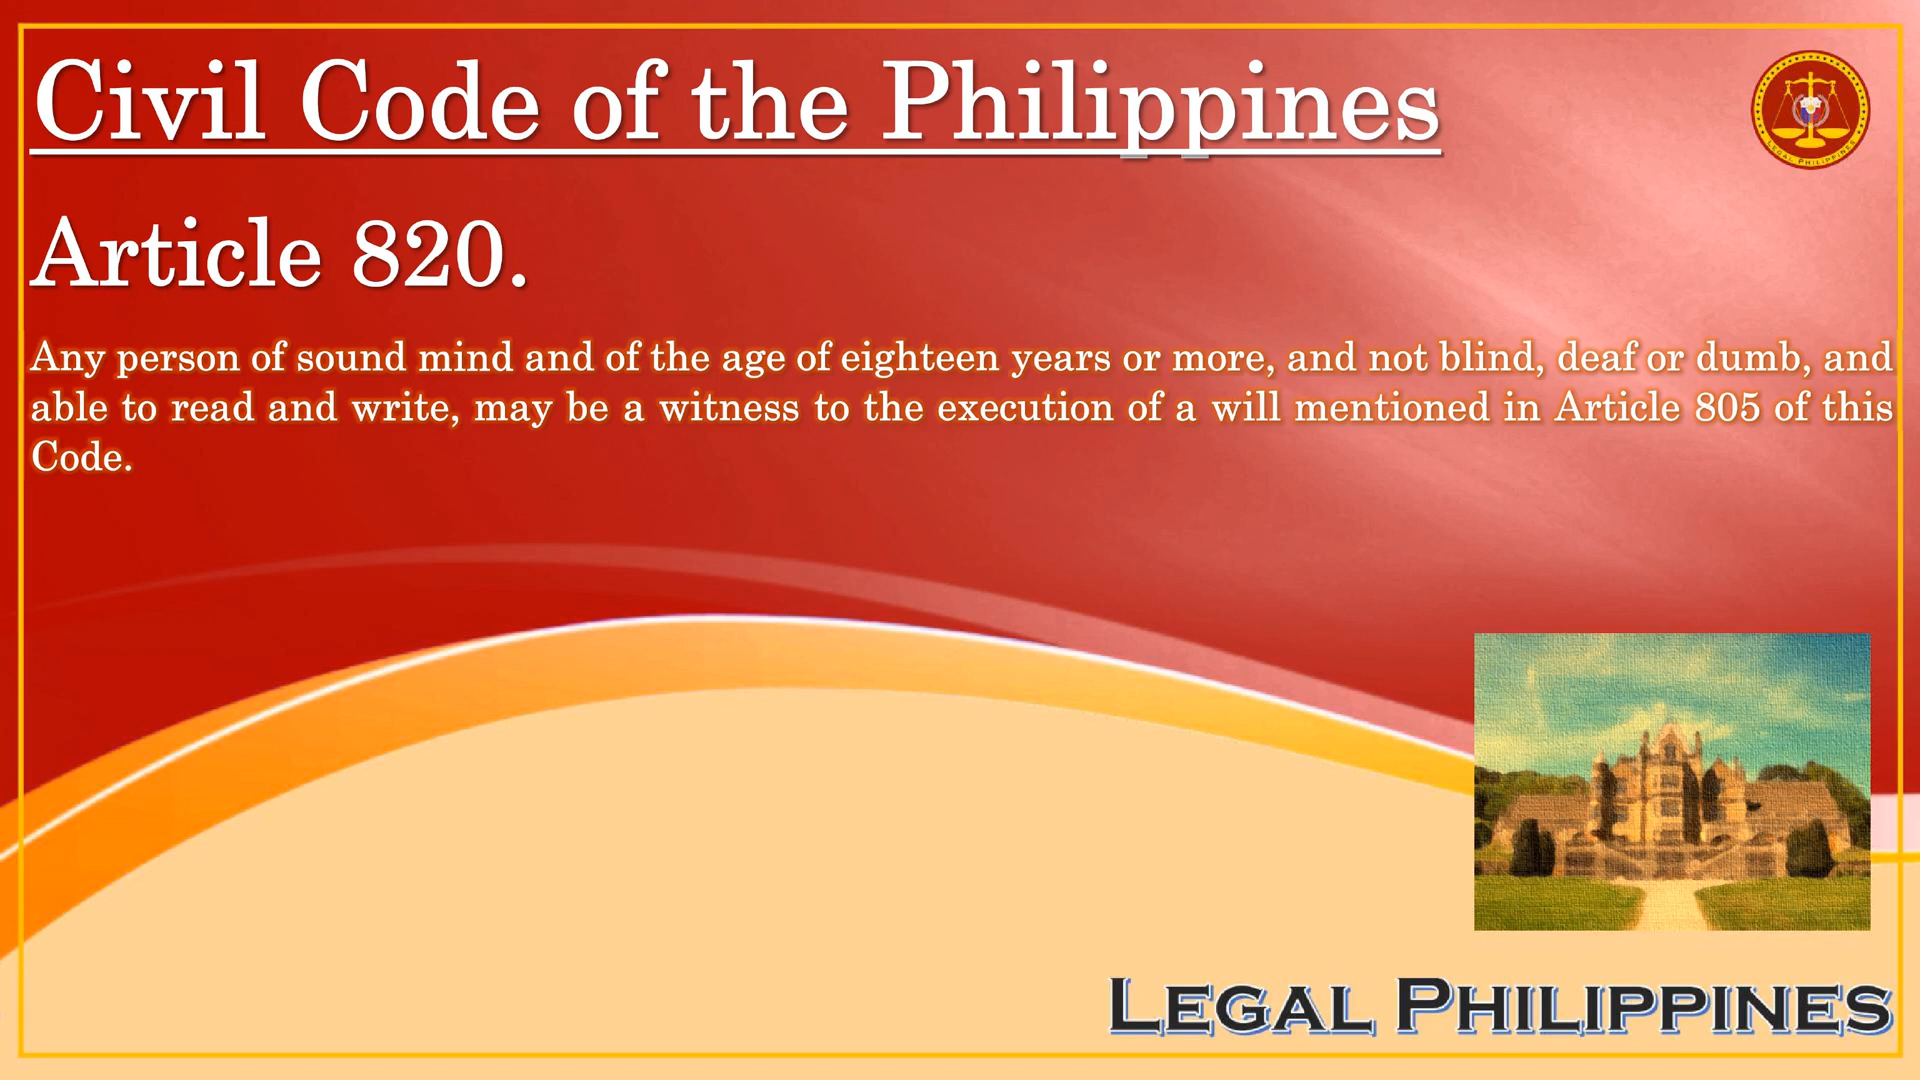 Civil Code of the Philippines
LEGAL PHILIPPINES
Article 820.
Any person of sound mind and of the age of eighteen years or more, and not blind, deaf or dumb, and
able to read and write, may be a witness to the execution of a will mentioned in Article 805 of this
Code.
LEGAL PHILIPPINES